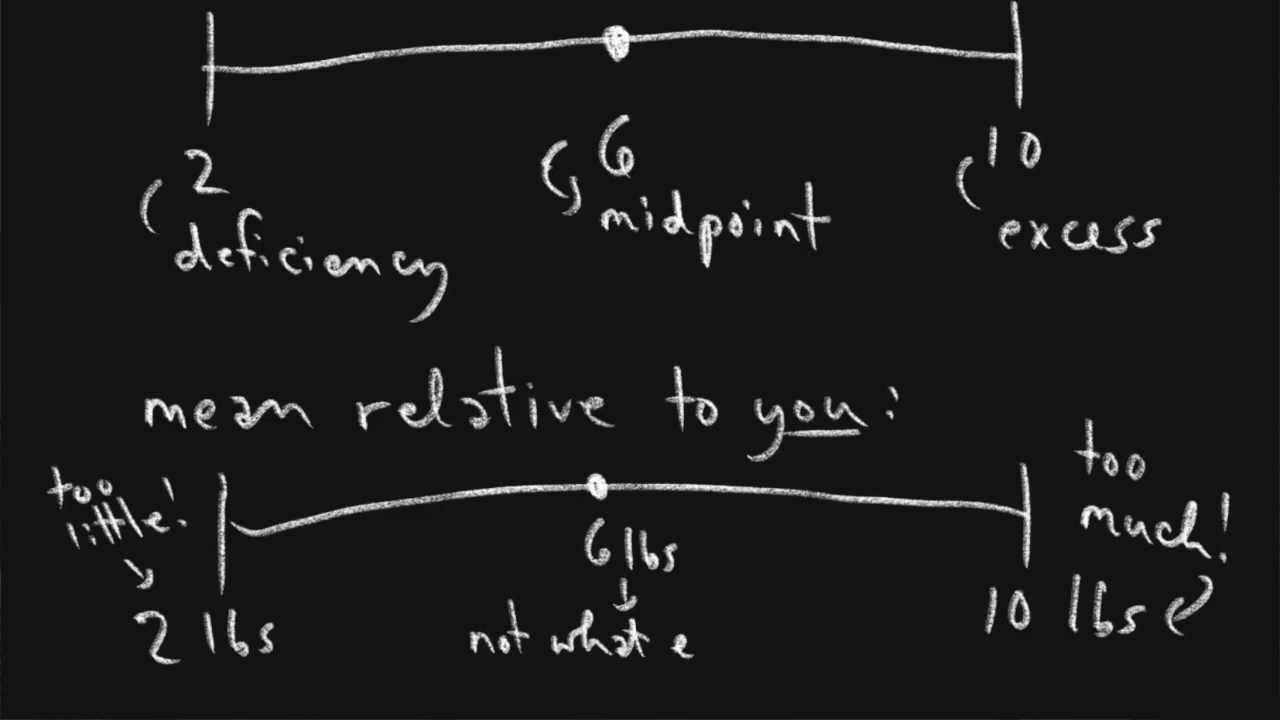 2 6 10
deficiency midpoint excess
mean relative to you:
too little!
too much!
2 lbs 6 lbs 10 lbs
not what e